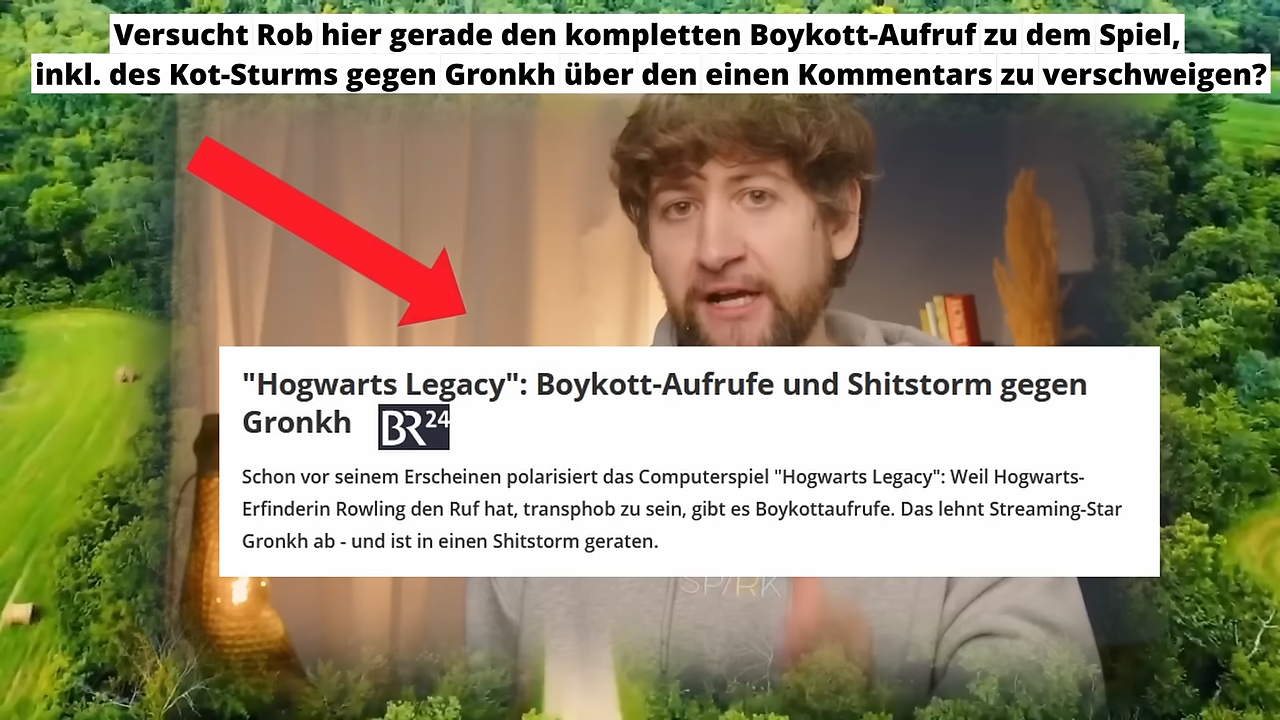 Versucht Rob hier gerade den kompletten Boykott-Aufruf zu dem Spiel,
inkl. des Kot-Sturms gegen Gronkh über den einen Kommentars zu verschweigen?
"Hogwarts Legacy": Boykott-Aufrufe und Shitstorm gegen
Gronkh BR24
Schon vor seinem Erscheinen polarisiert das Computerspiel "Hogwarts Legacy": Weil Hogwarts-
Erfinderin Rowling den Ruf hat, transphob zu sein, gibt es Boykottaufrufe. Das lehnt Streaming-Star
Gronkh ab - und ist in einen Shitstorm geraten.
SP/RK